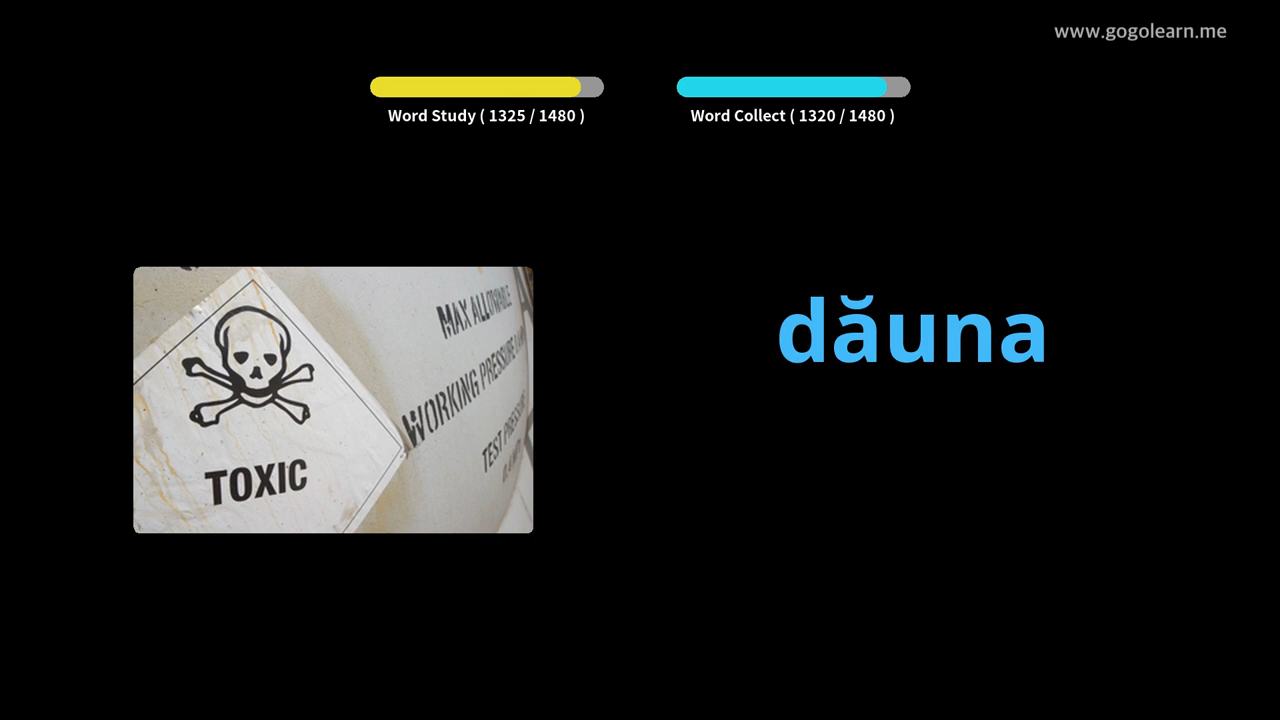 www.gogolearn.me
Word Study ( 1325 / 1480 )
Word Collect ( 1320 / 1480 )
dăuna
MAX ALLOWABLE
WORKING PRESSURE
TEST PRESSURE
TOXIC